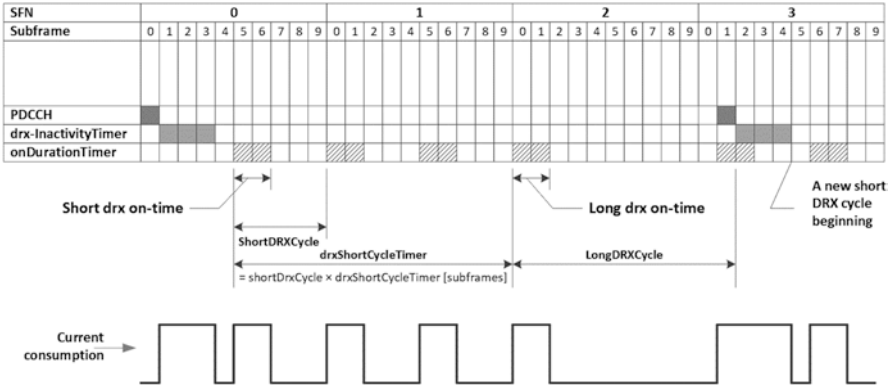 SFN 0 1 2 3
Subframe 0 1 2 3 4 5 6 7 8 9 0 1 2 3 4 5 6 7 8 9 0 1 2 3 4 5 6 7 8 9 0 1 2 3 4 5 6 7 8 9
PDCCH
drx-InactivityTimer
onDurationTimer
Short drx on-time
Long drx on-time
A new short
DRX cycle
beginning
ShortDRXCycle
drxShortCycleTimer
LongDRXCycle
= shortDrxCycle × drxShortCycleTimer [subframes]
Current
consumption